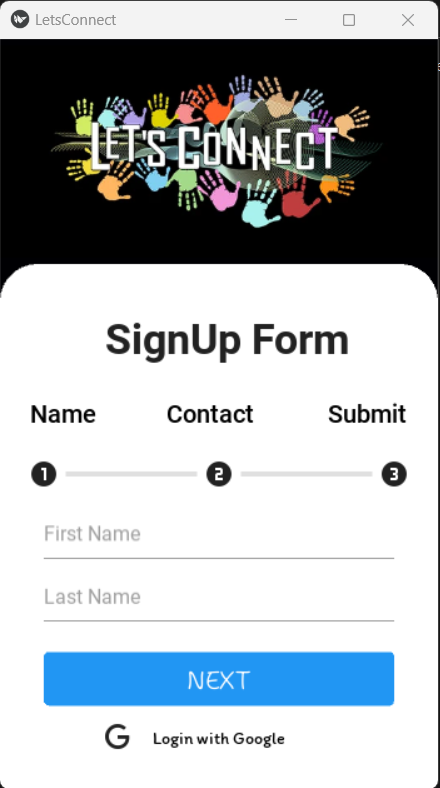 LetsConnect
LET'S CONNECT
SignUp Form
Name Contact Submit
1 2 3
First Name
Last Name
NEXT
G Login with Google